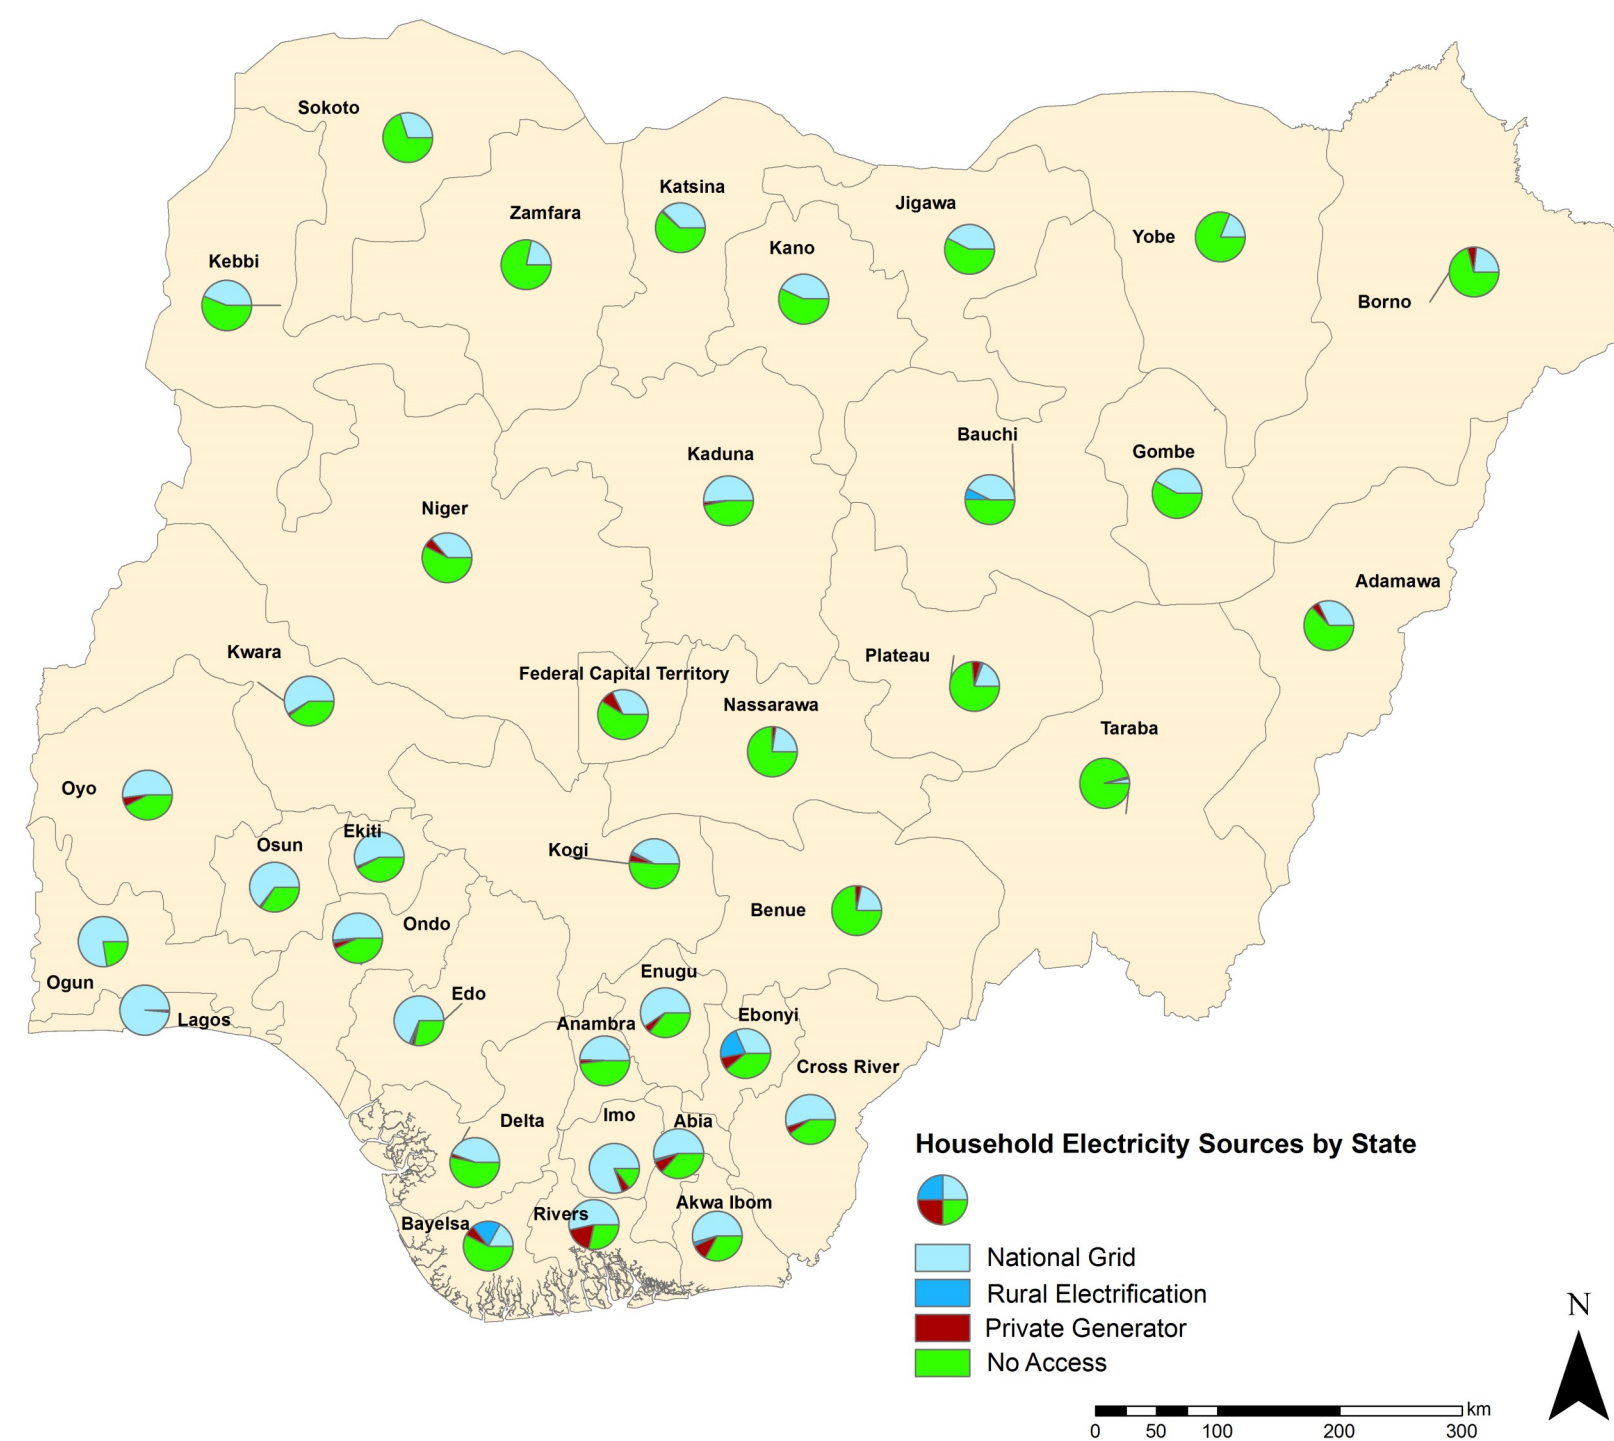 Sokoto
Katsina
Zamfara
Jigawa
Kano
Yobe
Kebbi
Borno
Bauchi
Gombe
Kaduna
Niger
Adamawa
Kwara
Plateau
Federal Capital Territory
Nassarawa
Taraba
Oyo
Ekiti
Osun
Kogi
Benue
Ondo
Enugu
Ogun
Edo
Lagos
Anambra
Ebonyi
Cross River
Delta
Imo
Abia
Akwa Ibom
Rivers
Bayelsa
Household Electricity Sources by State
National Grid
Rural Electrification
Private Generator
No Access
N
km
0 50 100 200 300